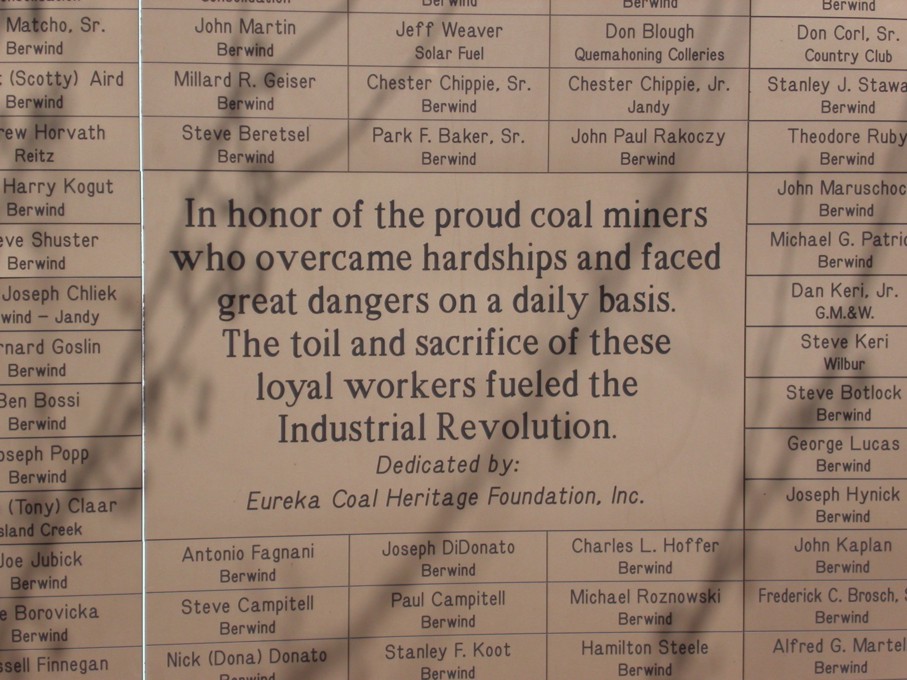 Matcho, Sr.
Berwind
(Scotty) Aird
Berwind
Horvath
Reitz
Harry Kogut
Berwind
Shuster
Berwind
Joseph Chliek
– Jandy
Goslin
Berwind
Ben Bossi
Berwind
Popp
Berwind
(Tony) Claar
Creek
Joe Jubick
Berwind
Borovicka
Berwind
Finnegan
John Martin
Berwind
Jeff Weaver
Solar Fuel
Don Blough
Quemahoning Colleries
Millard R. Geiser
Berwind
Chester Chippie, Sr.
Berwind
Chester Chippie, Jr.
Jandy
Steve Beretsel
Berwind
Park F. Baker, Sr.
Berwind
John Paul Rakoczy
Berwind
In honor of the proud coal miners
who overcame hardships and faced
great dangers on a daily basis.
The toil and sacrifice of these
loyal workers fueled the
Industrial Revolution.
Dedicated by:
Eureka Coal Heritage Foundation, Inc.
Antonio Fagnani
Berwind
Joseph DiDonato
Berwind
Charles L. Hoffer
Berwind
Steve Campitell
Berwind
Paul Campitell
Berwind
Michael Roznowski
Berwind
Nick (Dona) Donato
Stanley F. Koot
Berwind
Hamilton Steele
Berwind
Don Corl, Sr.
Country Club
Stanley J.
Berwind
Theodore Ruby
Berwind
John
Berwind
Michael G.
Berwind
Dan Keri, Jr.
G.M.&W.
Steve Keri
Wilbur
Steve Botlock
Berwind
George Lucas
Berwind
Joseph Hynick
Berwind
John Kaplan
Berwind
Frederick C. Brosch,
Berwind
Alfred G.
Berwind